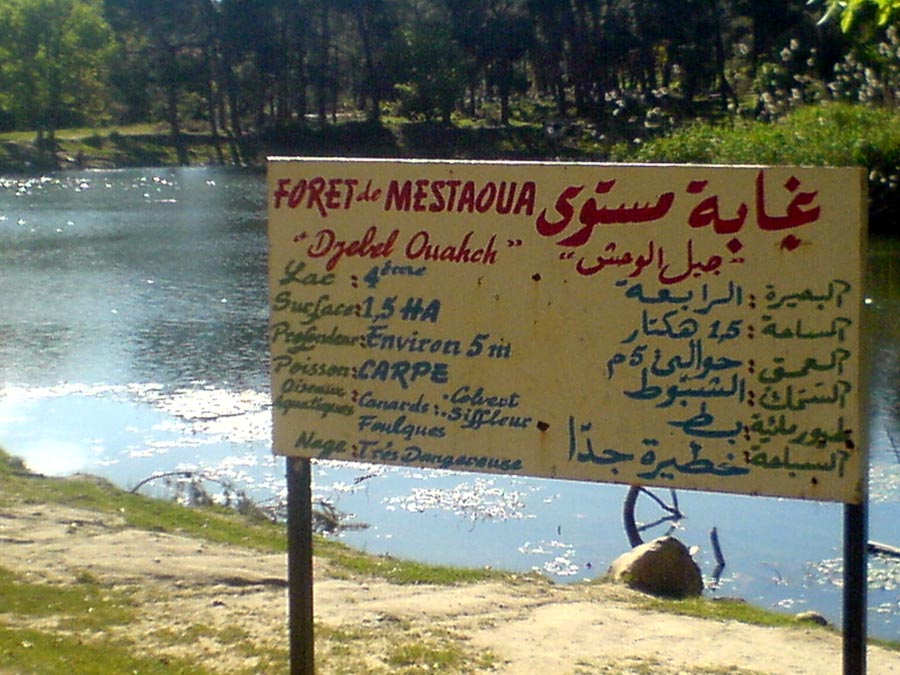 FORET de MESTAOUA
"Djebel Ouahch"
Lac : 4ème
Surface: 1,5 HA
Profondeur: Environ 5 m
Poisson: CARPE
Oiseaux Aquatiques
Canards: . Colvert
. Siffleur
Foulques
Nage: Très Dangereuse
غابة مستوى
"جبل الوحش"
البحيرة : الرابعة
المساحة : 1,5 هكتار
العمق : حوالي 5م
السمك : الشبوط
طيور مائية : بط
السباحة : خطيرة جدا